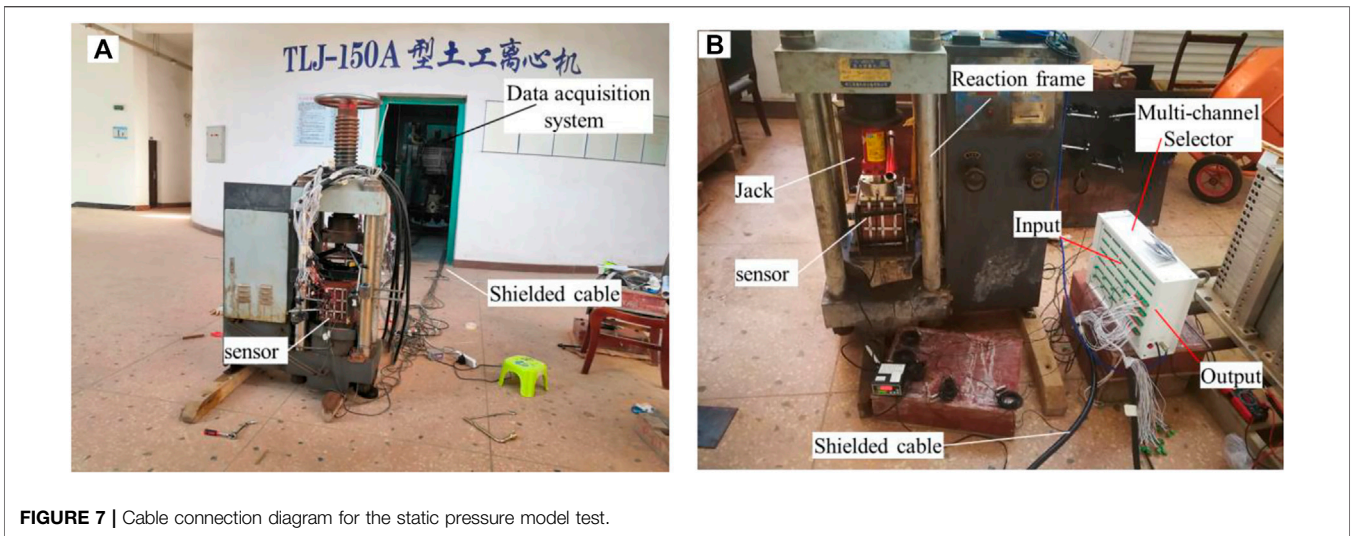 A
TLJ-150A 型土工离心机
Data acquisition
system
Shielded cable
sensor
B
Reaction frame
Multi-channel
Selector
Jack
Input
sensor
Output
Shielded cable
FIGURE 7 | Cable connection diagram for the static pressure model test.